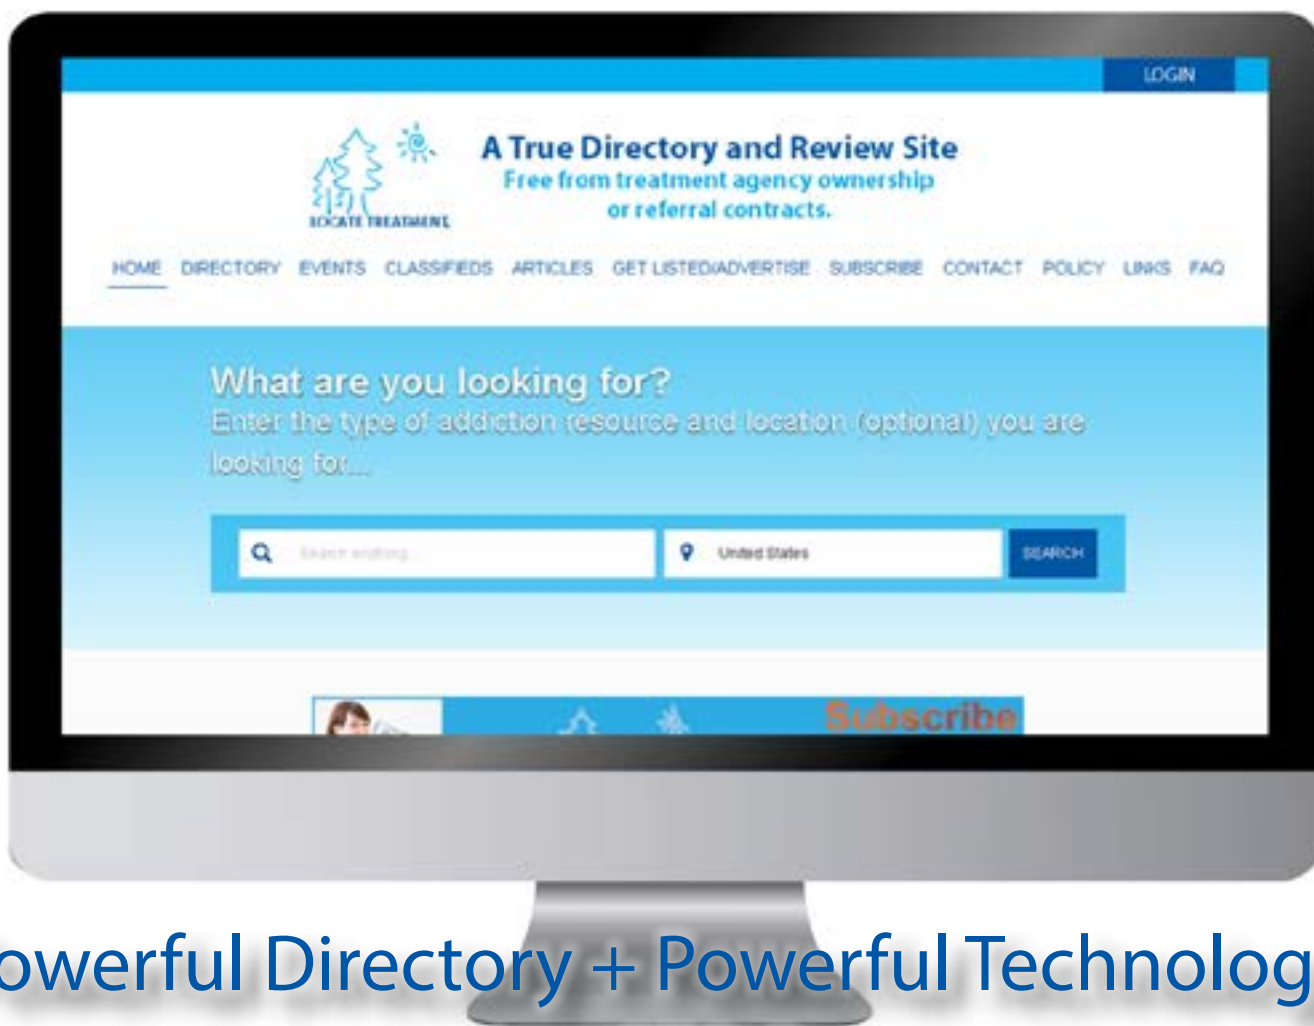 LOGIN
LOCATE TREATMENT
A True Directory and Review Site
Free from treatment agency ownership
or referral contracts.
HOME DIRECTORY EVENTS CLASSIFIEDS ARTICLES GET LISTED/ADVERTISE SUBSCRIBE CONTACT POLICY LINKS FAQ
What are you looking for?
Enter the type of addiction resource and location (optional) you are
looking for...
Search anything... United States SEARCH
Subscribe
owerful Directory + Powerful Technolog